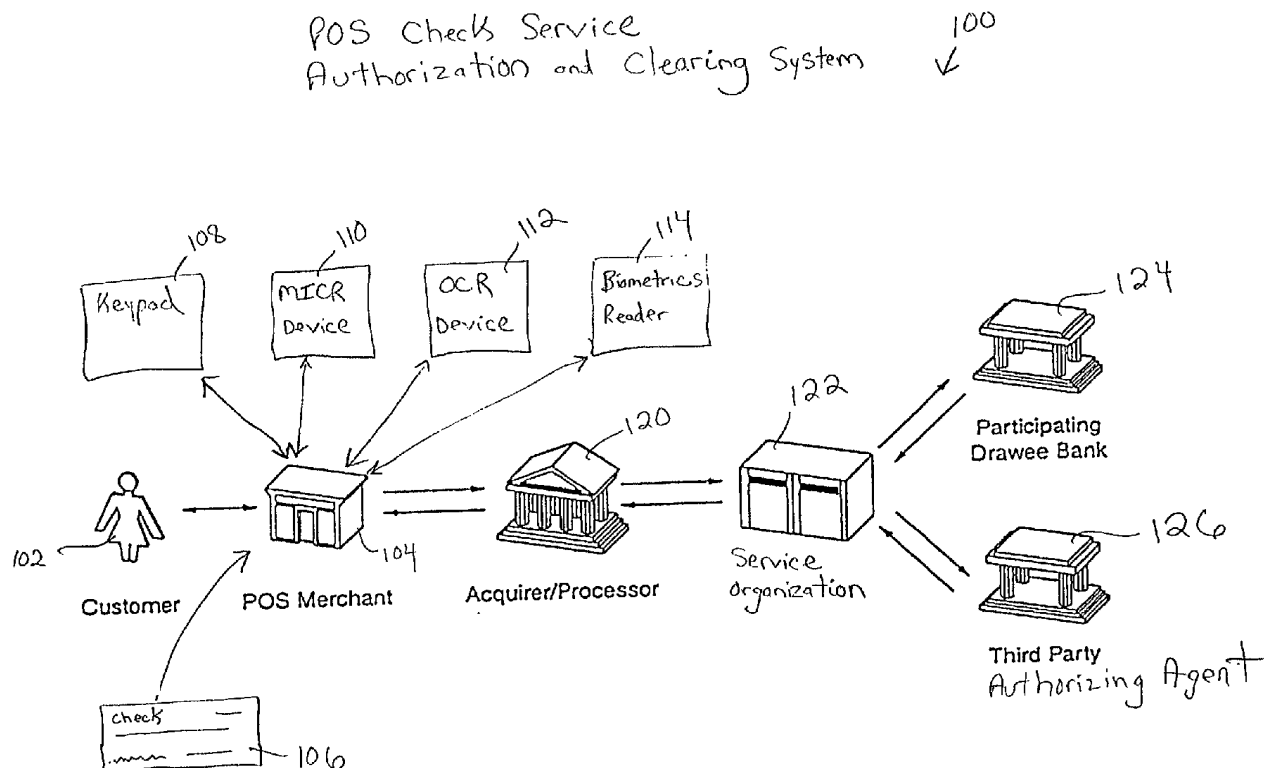 POS Check Service
Authorization and Clearing System
100
108
110
112
114
Keypad
MICR
Device
OCR
Device
Biometrics
Reader
124
Participating
Drawee Bank
120
122
102
104
Customer
POS Merchant
Acquirer/Processor
Service
Organization
126
Third Party
Authorizing Agent
Check
106